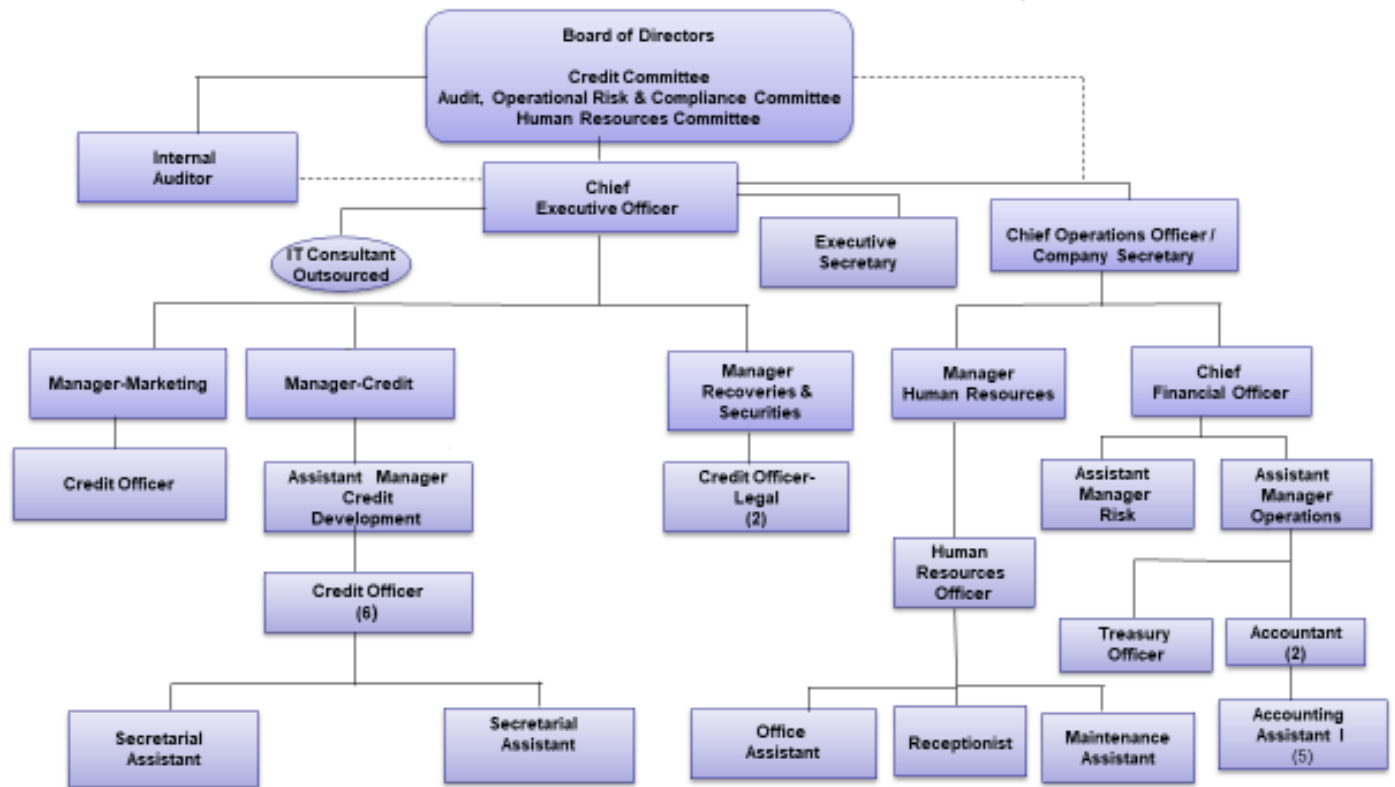 Board of Directors
Credit Committee
Audit, Operational Risk & Compliance Committee
Human Resources Committee
Internal
Auditor
Chief
Executive Officer
IT Consultant
Outsourced
Executive
Secretary
Chief Operations Officer /
Company Secretary
Manager-Marketing
Manager-Credit
Manager
Recoveries &
Securities
Manager
Human Resources
Chief
Financial Officer
Credit Officer
Assistant Manager
Credit
Development
Credit Officer-
Legal
(2)
Assistant
Manager
Risk
Assistant
Manager
Operations
Human
Resources
Officer
Credit Officer
(6)
Treasury
Officer
Accountant
(2)
Secretarial
Assistant
Secretarial
Assistant
Office
Assistant
Receptionist
Maintenance
Assistant
Accounting
Assistant I
(5)